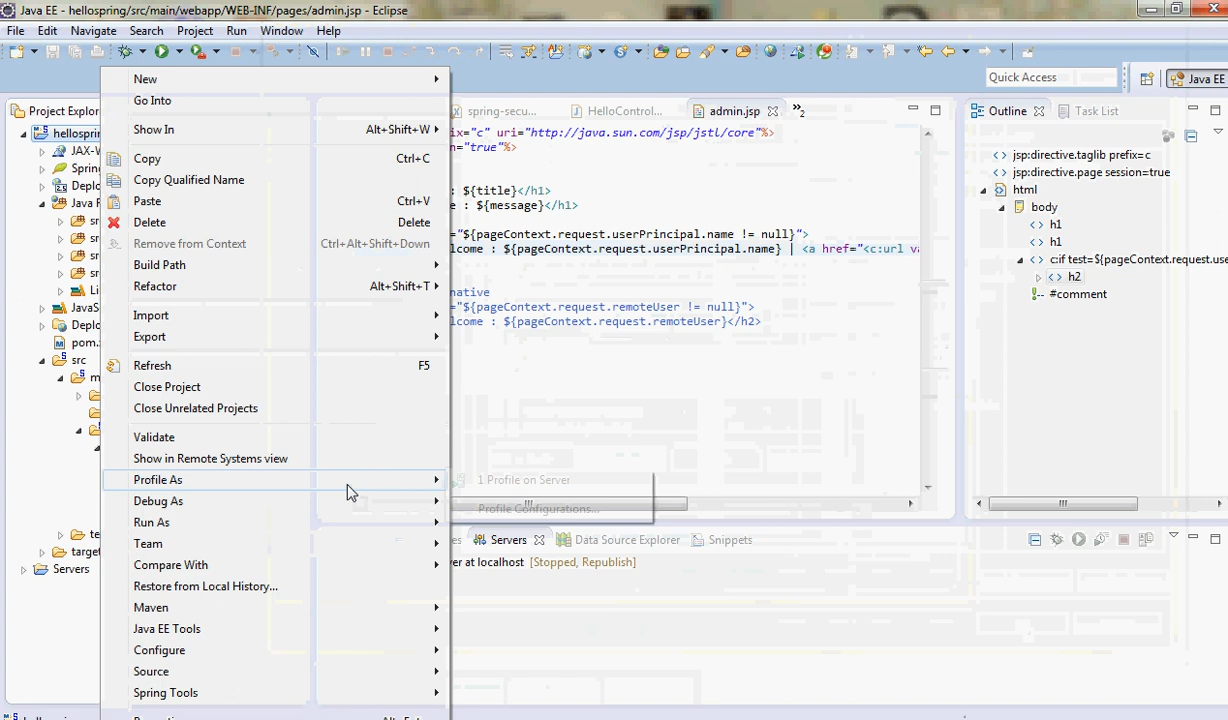 Java EE - hellospring/src/main/webapp/WEB-INF/pages/admin.jsp - Eclipse
File Edit Navigate Search Project Run Window Help
Quick Access
Java EE
Project Explor
hellosprin
JAX-W
Spring
Deplo
Java R
sr
sr
sr
sr
Li
JavaS
Deplo
pom.
src
m
te
target
Servers
New
Go Into
Show In Alt+Shift+W
Copy Ctrl+C
Copy Qualified Name
Paste Ctrl+V
Delete Delete
Remove from Context Ctrl+Alt+Shift+Down
Build Path
Refactor Alt+Shift+T
Import
Export
Refresh F5
Close Project
Close Unrelated Projects
Validate
Show in Remote Systems view
Profile As
Debug As
Run As
Team
Compare With
Restore from Local History...
Maven
Java EE Tools
Configure
Source
Spring Tools
1 Profile on Server
Profile Configurations...
spring-secu... HelloControl... admin.jsp »2
ix="c" uri="http://java.sun.com/jsp/jstl/core"%>
n="true"%>
: ${title}</h1>
e : ${message}</h1>
="${pageContext.request.userPrincipal.name != null}">
lcome : ${pageContext.request.userPrincipal.name} | <a href="<c:url va
native
="${pageContext.request.remoteUser != null}">
lcome : ${pageContext.request.remoteUser}</h2>
es Servers Data Source Explorer Snippets
ver at localhost [Stopped, Republish]
Outline Task List
jsp:directive.taglib prefix=c
jsp:directive.page session=true
html
body
h1
h1
c:if test=${pageContext.request.use
h2
#comment